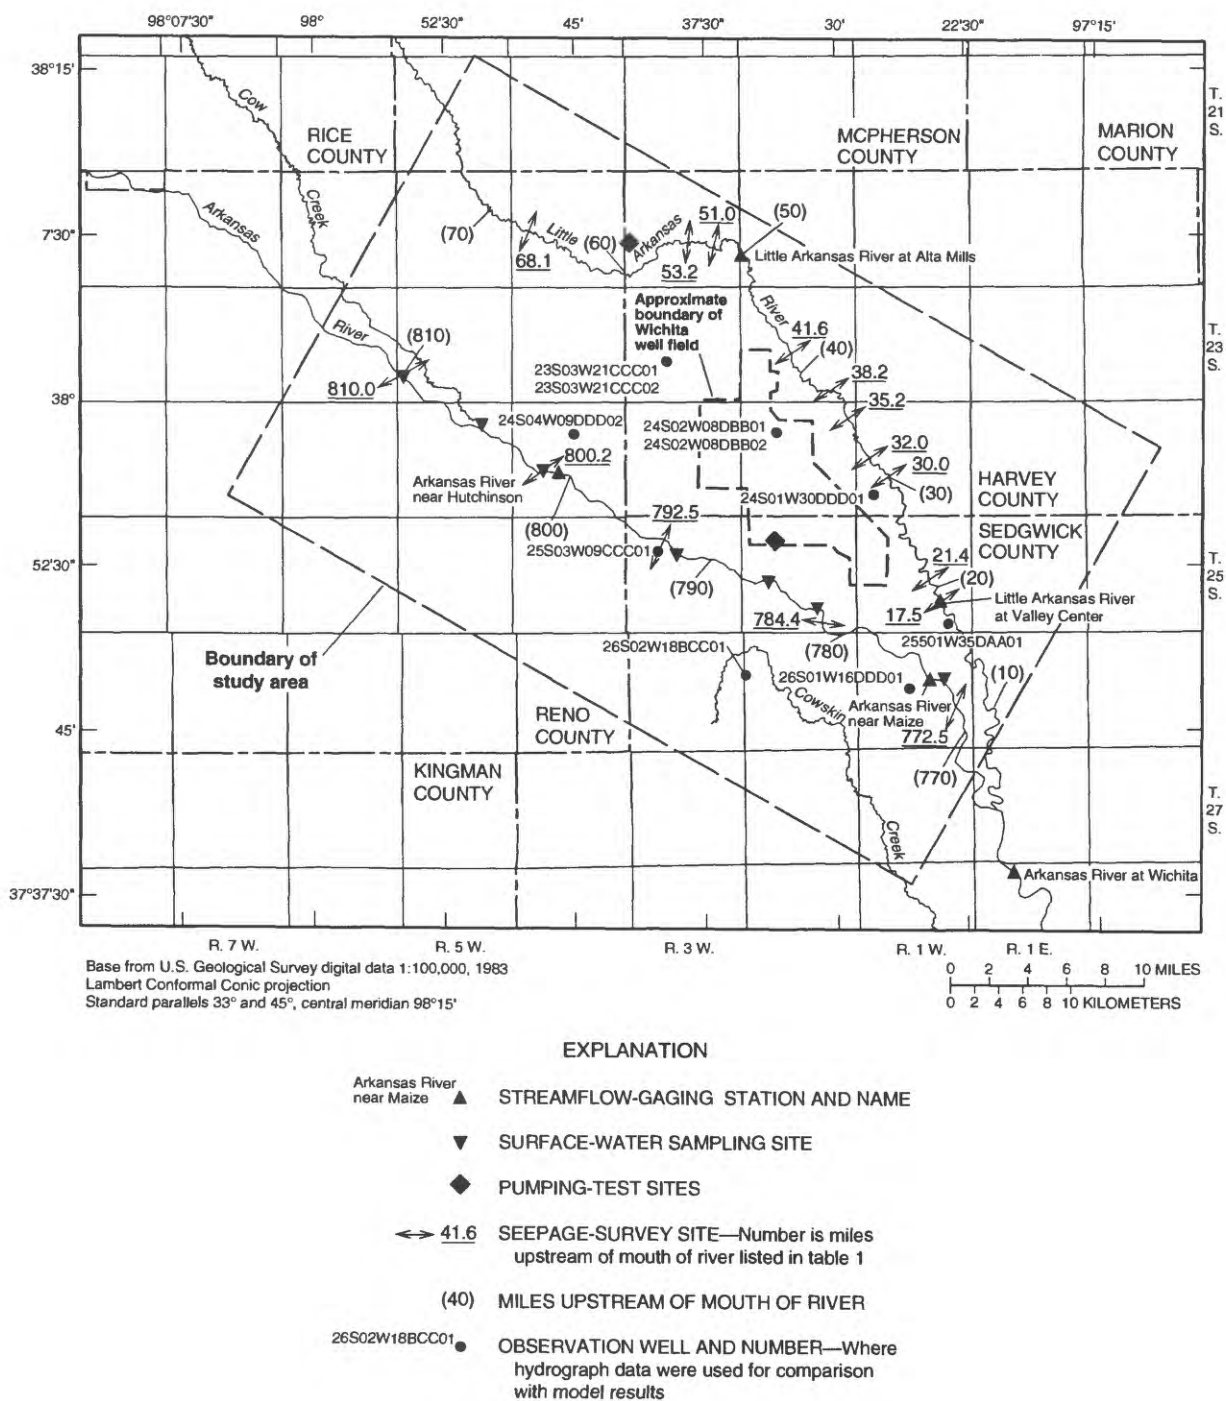 98°07'30"
98°
52'30"
45'
37'30"
30'
22'30"
97°15'
38°15'
7'30"
38°
52'30"
45'
37°37'30"
T.
21
S.
T.
23
S.
T.
25
S.
T.
27
S.
Cow
Creek
RICE
COUNTY
MCPHERSON
COUNTY
MARION
COUNTY
Arkansas
River
(70)
68.1
Little
(60)
Arkansas
53.2
51.0
(50)
Little Arkansas River at Alta Mills
River
Approximate
boundary of
Wichita
well field
41.6
(40)
(810)
810.0
23S03W21CCC01
23S03W21CCC02
38.2
35.2
24S04W09DDD02
24S02W08DBB01
24S02W08DBB02
32.0
30.0
(30)
800.2
Arkansas River
near Hutchinson
24S01W30DDD01
HARVEY
COUNTY
(800)
792.5
SEDGWICK
COUNTY
25S03W09CCC01
(790)
21.4
(20)
784.4
17.5
Little Arkansas River
at Valley Center
25501W35DAA01
Boundary of
study area
26S02W18BCC01
(780)
26S01W16DDD01
(10)
Cowskin
Arkansas River
near Maize
RENO
COUNTY
772.5
(770)
KINGMAN
COUNTY
Creek
Arkansas River at Wichita
R. 7 W.
R. 5 W.
R. 3 W.
R. 1 W.
R. 1 E.
Base from U.S. Geological Survey digital data 1:100,000, 1983
Lambert Conformal Conic projection
Standard parallels 33° and 45°, central meridian 98°15'
0 2 4 6 8 10 MILES
0 2 4 6 8 10 KILOMETERS
EXPLANATION
Arkansas River
near Maize
STREAMFLOW-GAGING STATION AND NAME
SURFACE-WATER SAMPLING SITE
PUMPING-TEST SITES
41.6 SEEPAGE-SURVEY SITE—Number is miles
upstream of mouth of river listed in table 1
(40) MILES UPSTREAM OF MOUTH OF RIVER
26S02W18BCC01 OBSERVATION WELL AND NUMBER—Where
hydrograph data were used for comparison
with model results